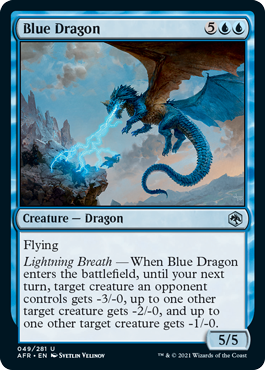 Blue Dragon 5
Creature — Dragon
Flying
Lightning Breath — When Blue Dragon
enters the battlefield, until your next
turn, target creature an opponent
controls gets -3/-0, up to one other
target creature gets -2/-0, and up to
one other target creature gets -1/-0.
5/5
049/281 U
AFR • EN Svetlin Velinov
™ & © 2021 Wizards of the Coast